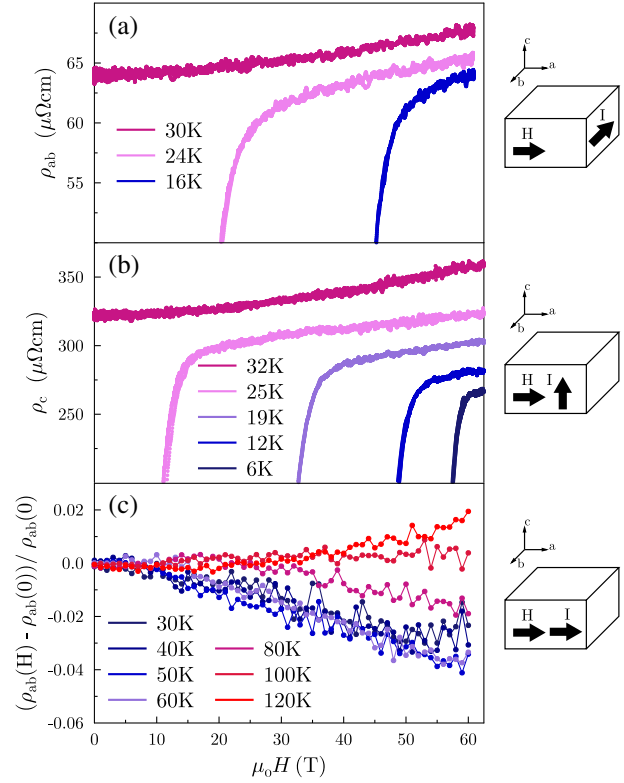 (a)
ρab (μΩcm)
65
60
55
30K
24K
16K
c
a
b
H
I
(b)
ρc (μΩcm)
350
300
250
32K
25K
19K
12K
6K
c
a
b
H I
(c)
(ρab(H) - ρab(0)) / ρab(0)
0.02
0.0
-0.02
-0.04
-0.06
30K
40K 80K
50K 100K
60K 120K
0 10 20 30 40 50 60
μoH (T)
c
a
b
H I